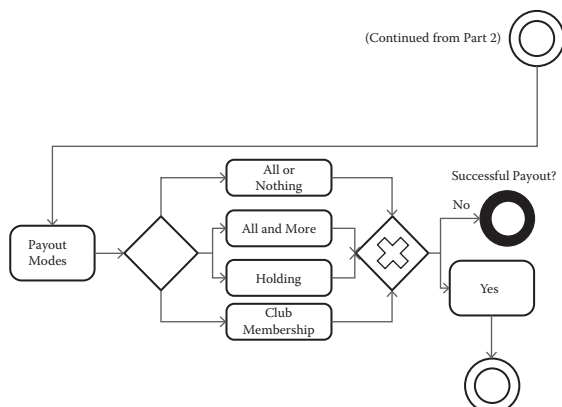 (Continued from Part 2)
All or
Nothing
Successful Payout?
No
All and More
Payout
Modes
Holding
Yes
Club
Membership